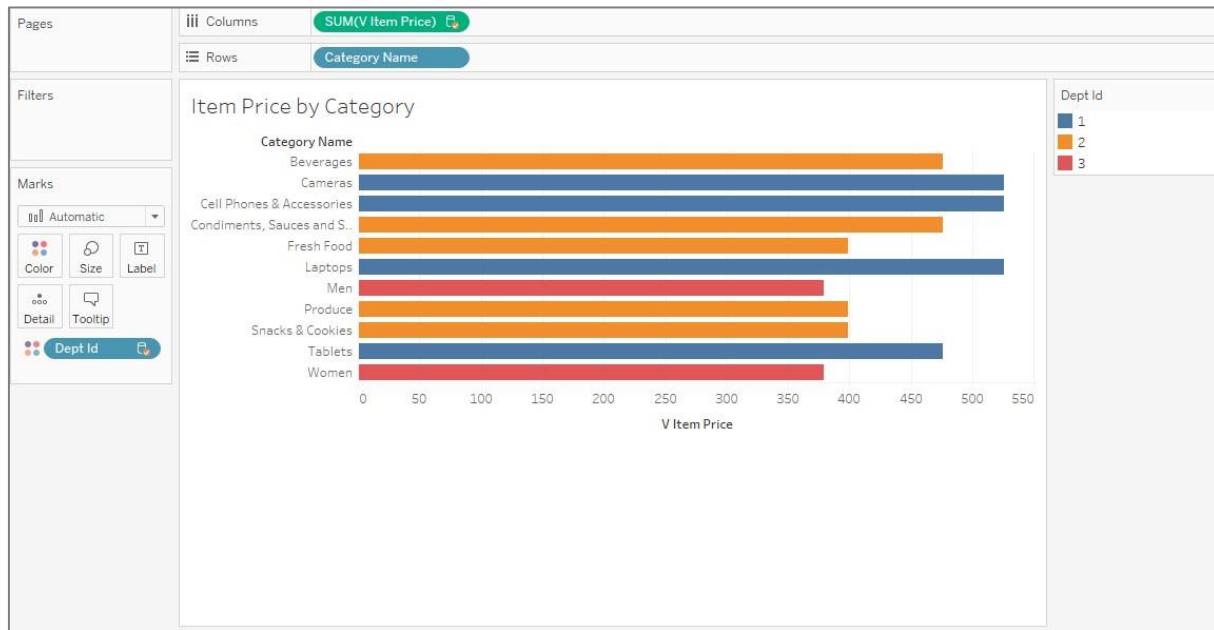 Pages
Columns
SUM(V Item Price)
Rows
Category Name
Filters
Marks
Automatic
Color
Size
Label
Detail
Tooltip
Dept Id
Item Price by Category
Category Name
Beverages
Cameras
Cell Phones & Accessories
Condiments, Sauces and S..
Fresh Food
Laptops
Men
Produce
Snacks & Cookies
Tablets
Women
0 50 100 150 200 250 300 350 400 450 500 550
V Item Price
Dept Id
1
2
3